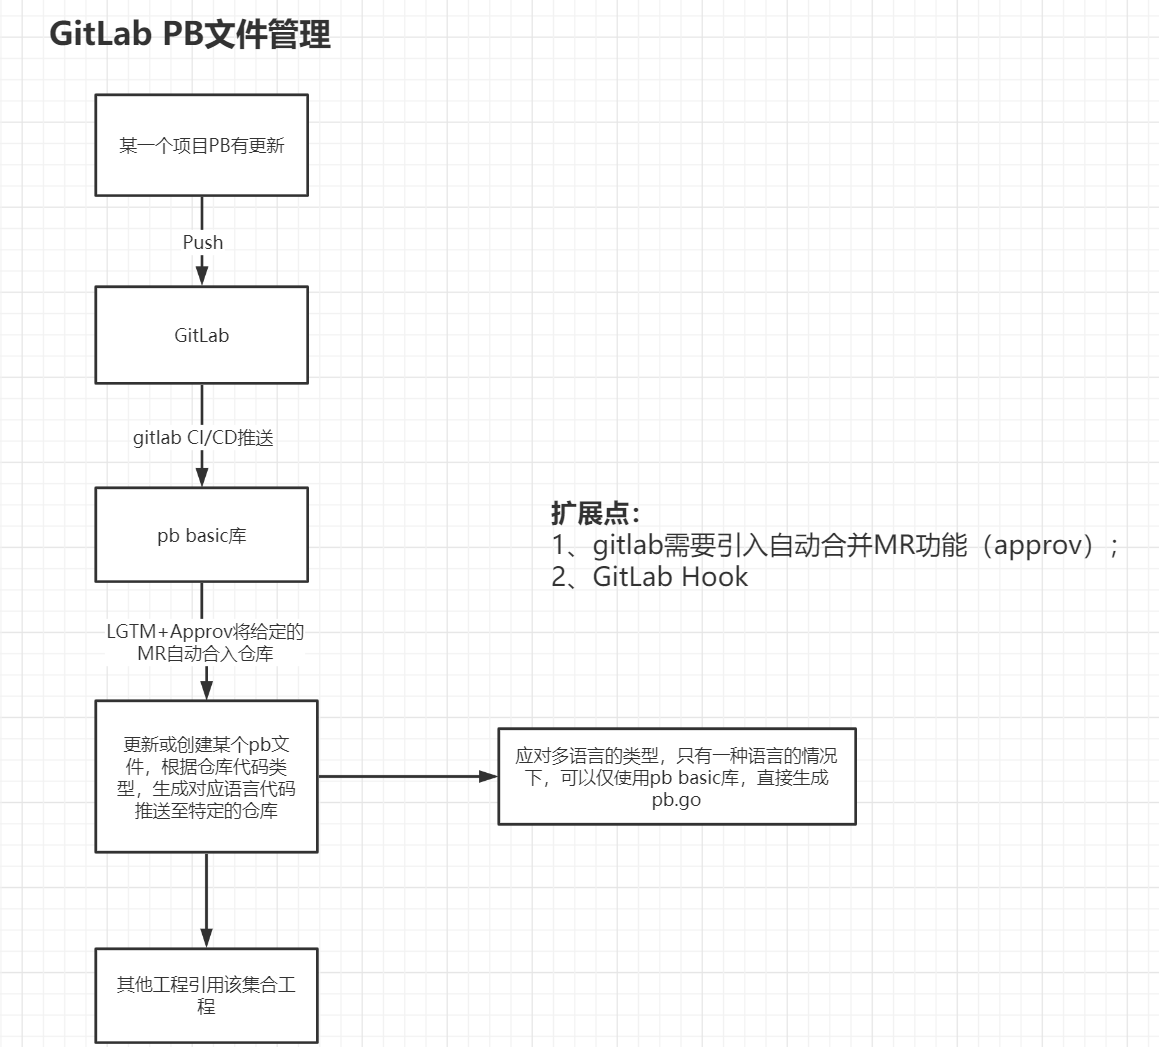 GitLab PB文件管理
某一个项目PB有更新
Push
GitLab
gitlab CI/CD推送
pb basic库
扩展点：
1、gitlab需要引入自动合并MR功能（approv）；
2、GitLab Hook
LGTM+Approv将给定的
MR自动合入仓库
更新或创建某个pb文
件，根据仓库代码类
型，生成对应语言代码
推送至特定的仓库
应对多语言的类型，只有一种语言的情况
下，可以仅使用pb basic库，直接生成
pb.go
其他工程引用该集合工
程